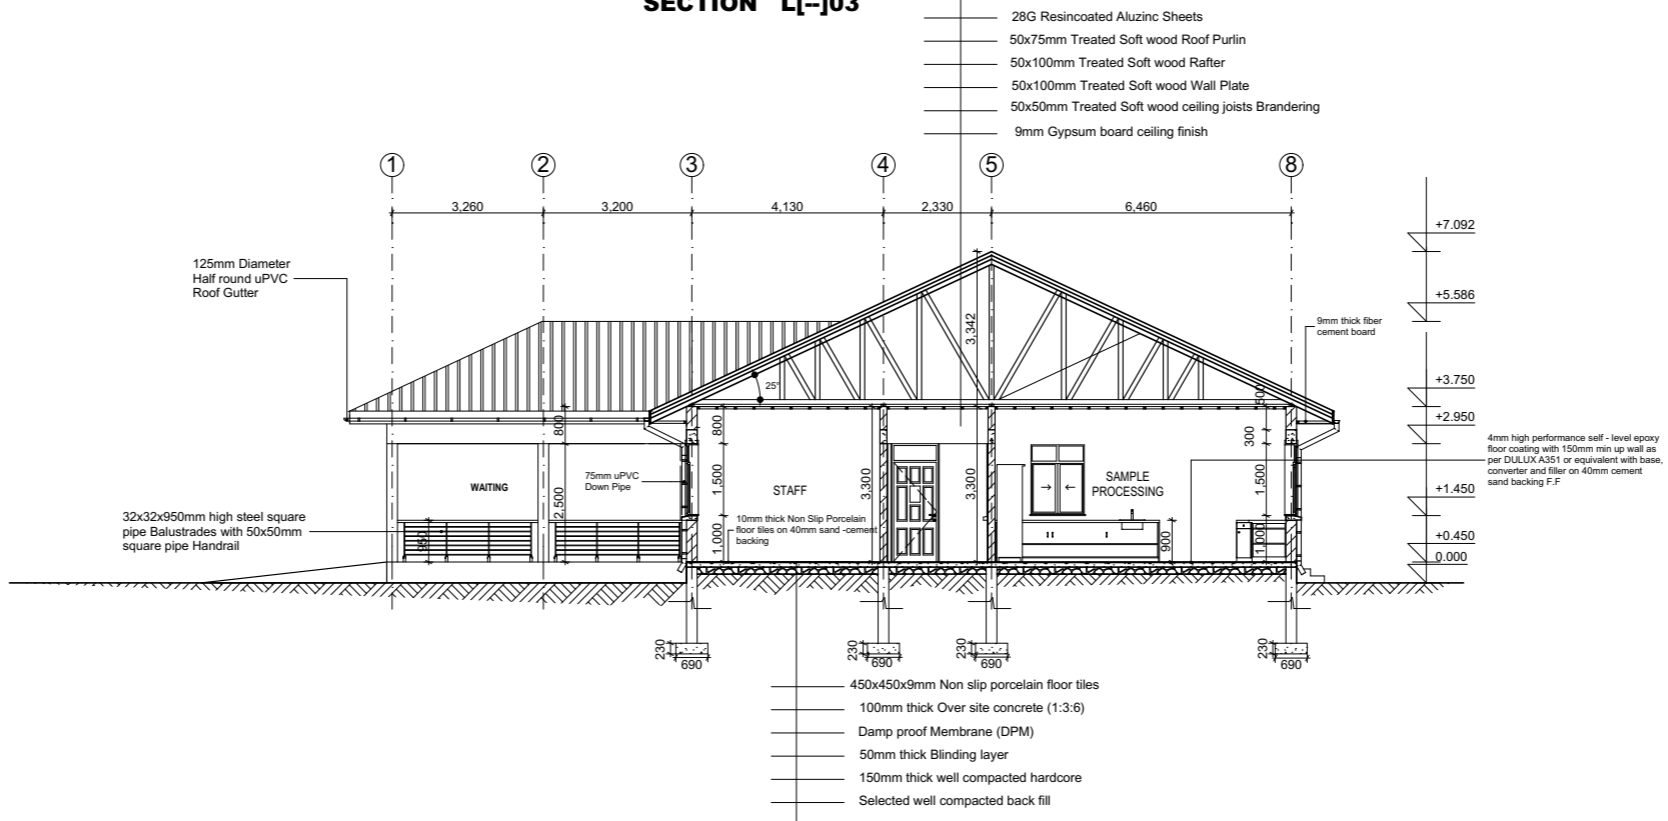 SECTION L[--]03
28G Resincoated Aluzinc Sheets
50x75mm Treated Soft wood Roof Purlin
50x100mm Treated Soft wood Rafter
50x100mm Treated Soft wood Wall Plate
50x50mm Treated Soft wood ceiling joists Brandering
9mm Gypsum board ceiling finish
1 2 3 4 5 8
3,260 3,200 4,130 2,330 6,460
+7.092
125mm Diameter
Half round uPVC
Roof Gutter
+5.586
9mm thick fiber
cement board
3,342
25°
+3.750
500
+2.950
800 800 300
4mm high performance self - level epoxy
floor coating with 150mm min up wall as
per DULUX A351 or equivalent with base,
converter and filler on 40mm cement
sand backing F.F
WAITING
75mm uPVC
Down Pipe
STAFF
SAMPLE
PROCESSING
2,500 1,500 3,300 3,300 1,500
+1.450
32x32x950mm high steel square
pipe Balustrades with 50x50mm
square pipe Handrail
10mm thick Non Slip Porcelain
floor tiles on 40mm sand -cement
backing
950 1,000 900 1,000
+0.450
0.000
230 690 230 690 230 690 230 690
450x450x9mm Non slip porcelain floor tiles
100mm thick Over site concrete (1:3:6)
Damp proof Membrane (DPM)
50mm thick Blinding layer
150mm thick well compacted hardcore
Selected well compacted back fill